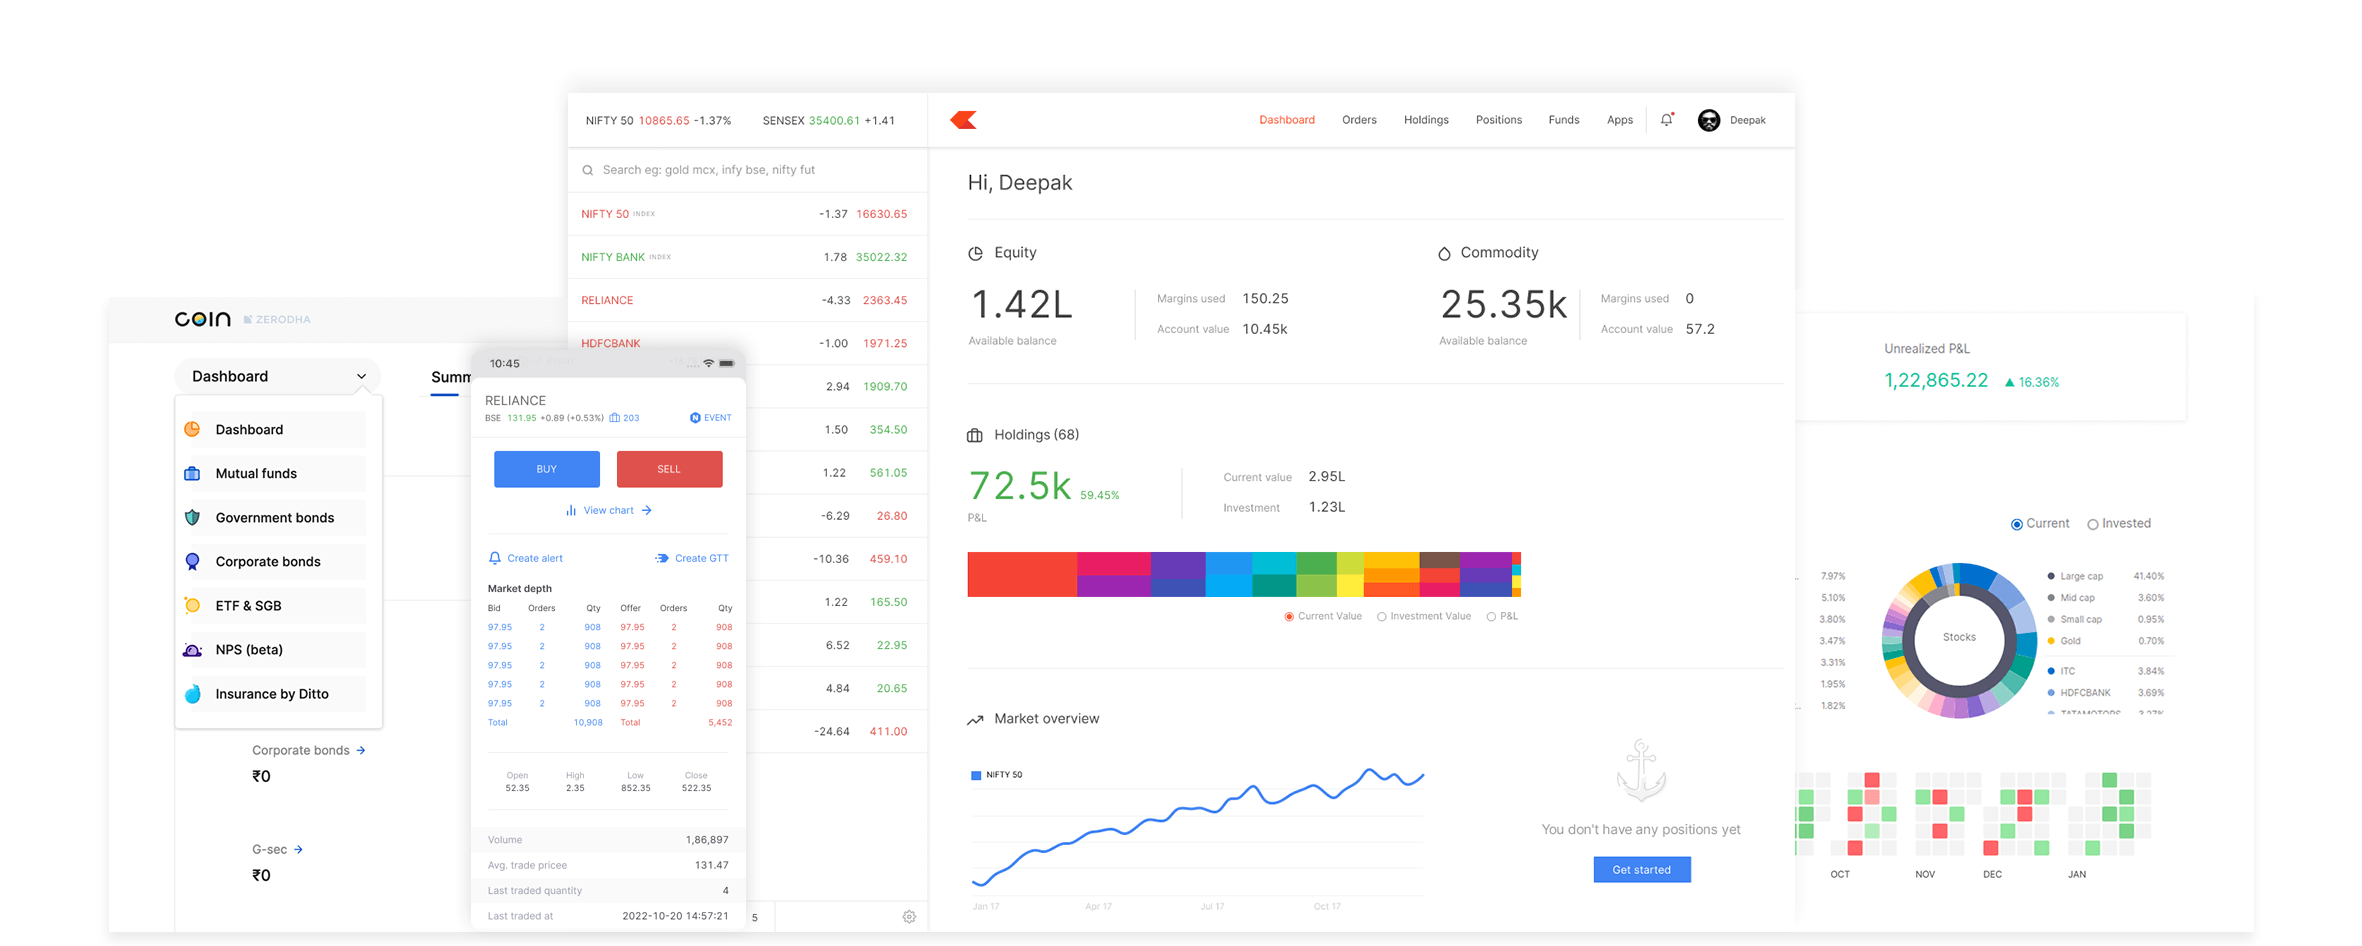 NIFTY 50 10865.65 -1.37% SENSEX 35400.61 +1.41
Dashboard Orders Holdings Positions Funds Apps Deepak
Search eg: gold mcx, infy bse, nifty fut
NIFTY 50 INDEX -1.37 16630.65
NIFTY BANK INDEX 1.78 35022.32
RELIANCE -4.33 2363.45
HDFCBANK -1.00 1971.25
2.94 1909.70
1.50 354.50
1.22 561.05
-6.29 26.80
-10.36 459.10
1.22 165.50
6.52 22.95
4.84 20.65
-24.64 411.00
5
Hi, Deepak
Equity
1.42L
Available balance
Margins used 150.25
Account value 10.45k
Commodity
25.35k
Available balance
Margins used 0
Account value 57.2
Holdings (68)
72.5k 59.45%
P&L
Current value 2.95L
Investment 1.23L
Current Value Investment Value P&L
Market overview
NIFTY 50
Jan 17 Apr 17 Jul 17 Oct 17
You don't have any positions yet
Get started
COIN ZERODHA
Dashboard
Summ
Dashboard
Mutual funds
Government bonds
Corporate bonds
ETF & SGB
NPS (beta)
Insurance by Ditto
Corporate bonds →
₹0
G-sec →
₹0
10:45
RELIANCE
BSE 131.95 +0.89 (+0.53%) 203 EVENT
BUY SELL
View chart →
Create alert Create GTT
Market depth
Bid Orders Qty Offer Orders Qty
97.95 2 908 97.95 2 908
97.95 2 908 97.95 2 908
97.95 2 908 97.95 2 908
97.95 2 908 97.95 2 908
97.95 2 908 97.95 2 908
Total 10,908 Total 5,452
Open High Low Close
52.35 2.35 852.35 522.35
Volume 1,86,897
Avg. trade pricee 131.47
Last traded quantity 4
Last traded at 2022-10-20 14:57:21
Unrealized P&L
1,22,865.22 ▲ 16.36%
Current Invested
7.97%
5.10%
3.80%
3.47%
3.31%
1.95%
1.82%
Stocks
Large cap 41.40%
Mid cap 3.60%
Small cap 0.95%
Gold 0.70%
ITC 3.84%
HDFCBANK 3.69%
TATAMOTORS 3.27%
OCT NOV DEC JAN